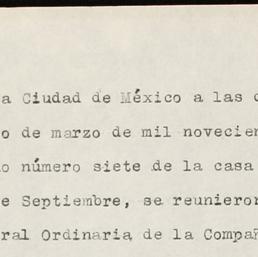 a Ciudad de México a las
o de marzo de mil novecien
o número siete de la casa
e Septiembre, se reunieron
ral Ordinaria de la Compañ